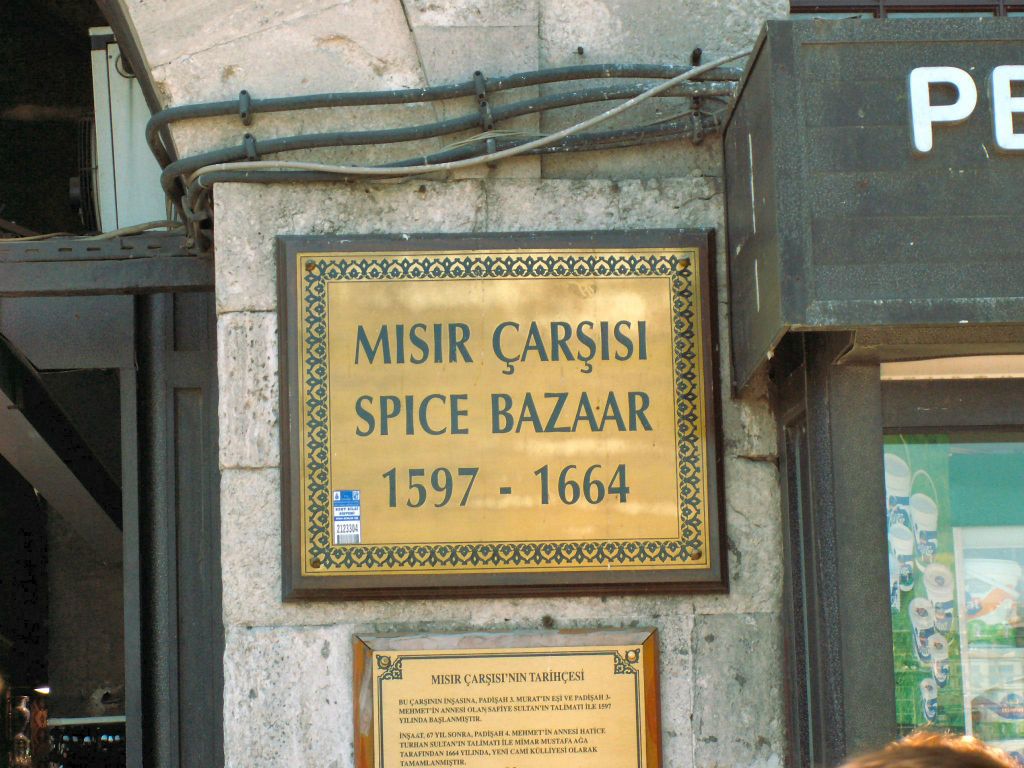 PE
MISIR ÇARŞISI
SPICE BAZAAR
1597 - 1664
2123304
MISIR ÇARŞISI'NIN TARİHÇESİ
BU ÇARŞININ İNŞASINA, PADİŞAH 3. MURAT'IN EŞİ VE PADİŞAH 3-
MEHMET'İN ANNESİ OLAN SAFİYE SULTAN'IN TALİMATI İLE 1597
YILINDA BAŞLANMIŞTIR.
İNŞAAT, 67 YIL SONRA, PADİŞAH 4. MEHMET'İN ANNESİ HATİCE
TURHAN SULTAN'IN TALİMATI İLE MİMAR MUSTAFA AĞA
TARAFINDAN 1664 YILINDA, YENİ CAMİ KÜLLİYESİ OLARAK
TAMAMLANMIŞTIR.